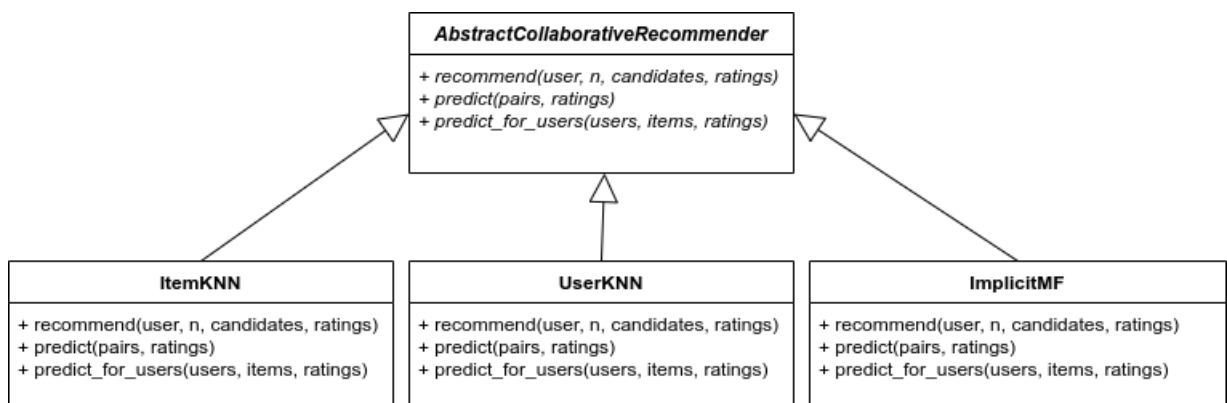 AbstractCollaborativeRecommender
+ recommend(user, n, candidates, ratings)
+ predict(pairs, ratings)
+ predict_for_users(users, items, ratings)
ItemKNN
+ recommend(user, n, candidates, ratings)
+ predict(pairs, ratings)
+ predict_for_users(users, items, ratings)
UserKNN
+ recommend(user, n, candidates, ratings)
+ predict(pairs, ratings)
+ predict_for_users(users, items, ratings)
ImplicitMF
+ recommend(user, n, candidates, ratings)
+ predict(pairs, ratings)
+ predict_for_users(users, items, ratings)